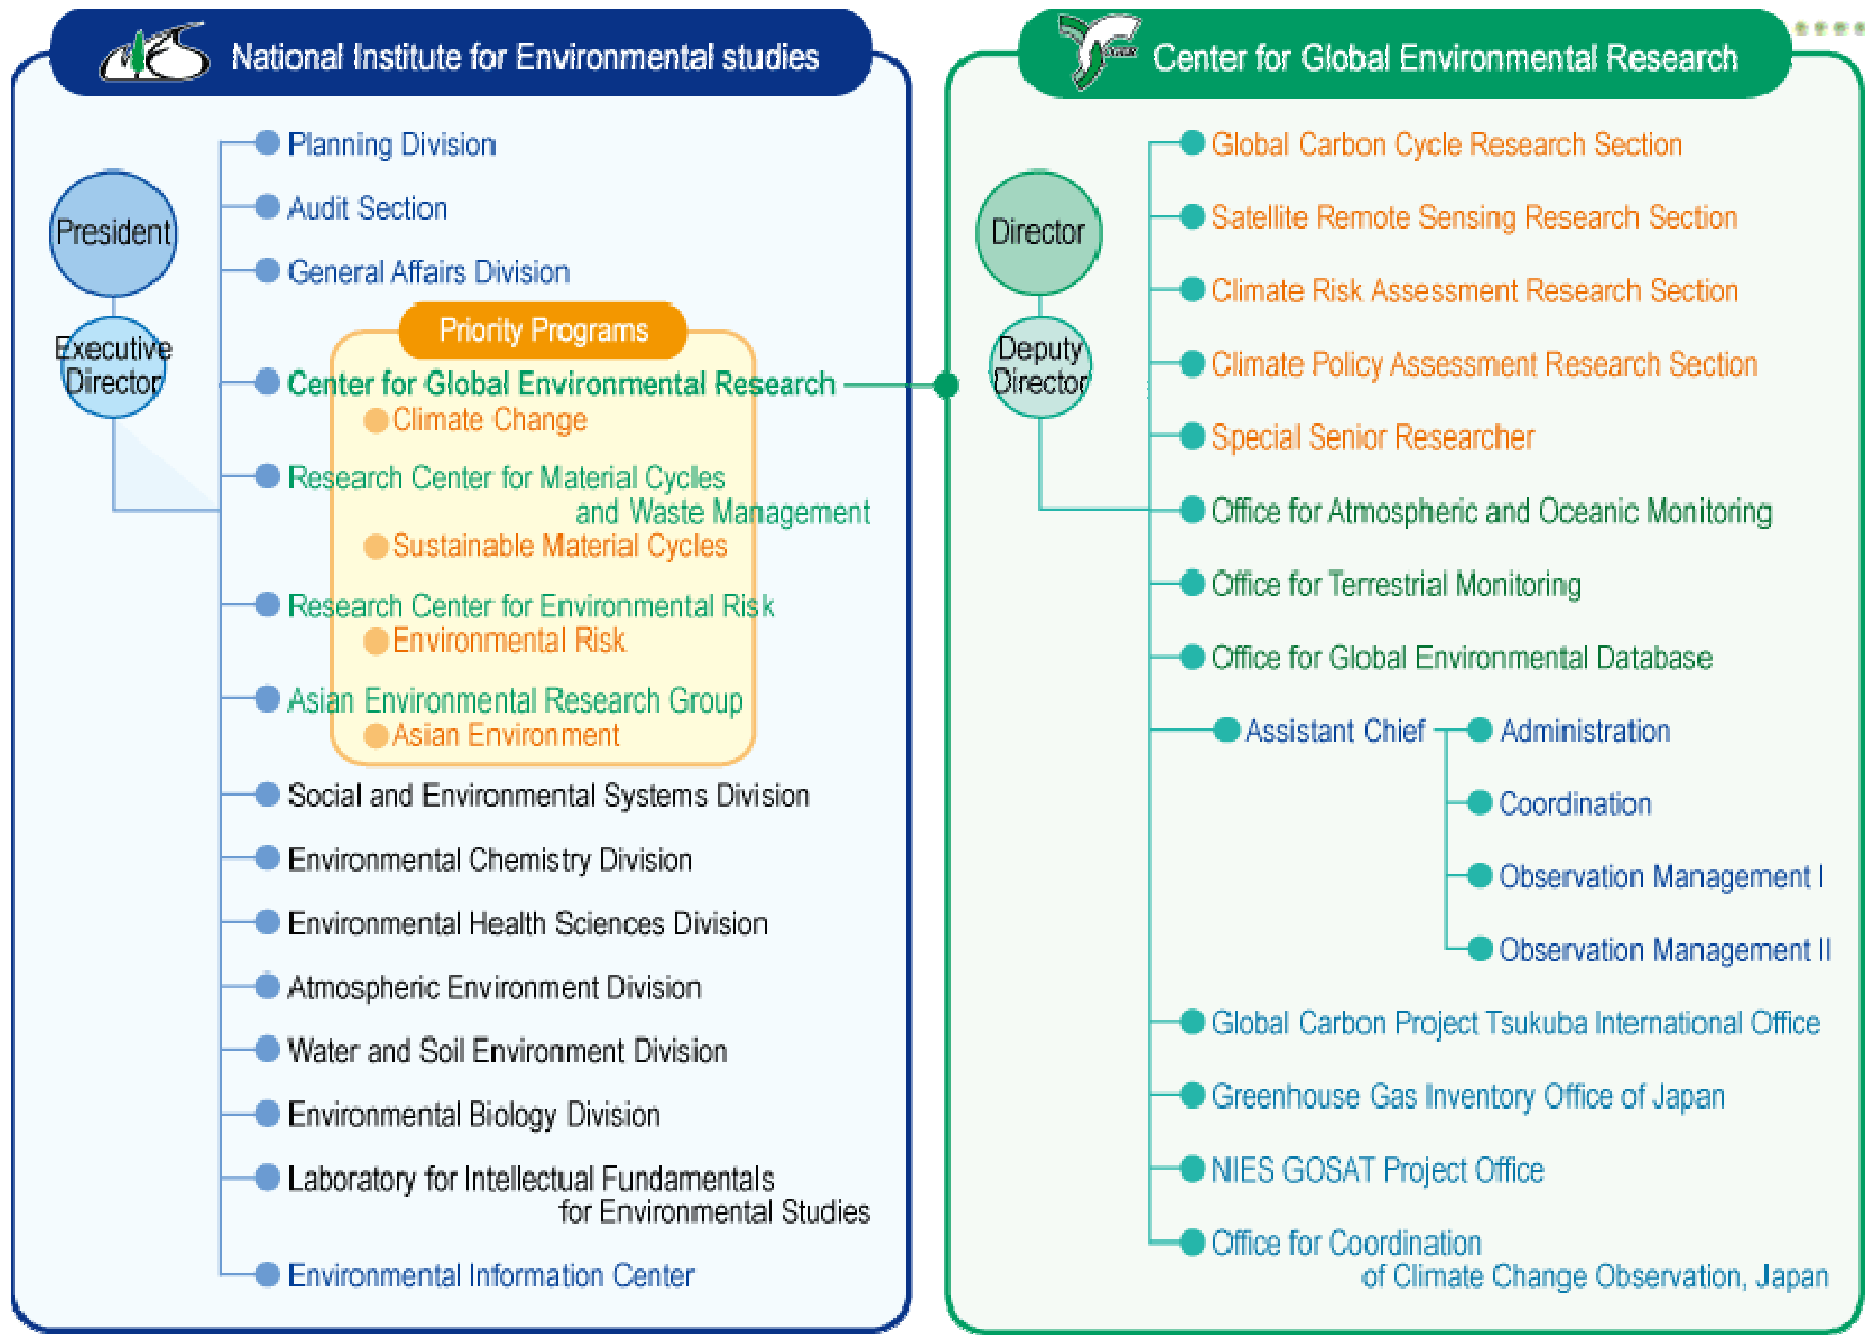 National Institute for Environmental studies
President
Executive
Director
Planning Division
Audit Section
General Affairs Division
Priority Programs
Center for Global Environmental Research
Climate Change
Research Center for Material Cycles
and Waste Management
Sustainable Material Cycles
Research Center for Environmental Risk
Environmental Risk
Asian Environmental Research Group
Asian Environment
Social and Environmental Systems Division
Environmental Chemistry Division
Environmental Health Sciences Division
Atmospheric Environment Division
Water and Soil Environment Division
Environmental Biology Division
Laboratory for Intellectual Fundamentals
for Environmental Studies
Environmental Information Center
Center for Global Environmental Research
Director
Deputy
Director
Global Carbon Cycle Research Section
Satellite Remote Sensing Research Section
Climate Risk Assessment Research Section
Climate Policy Assessment Research Section
Special Senior Researcher
Office for Atmospheric and Oceanic Monitoring
Office for Terrestrial Monitoring
Office for Global Environmental Database
Assistant Chief
Administration
Coordination
Observation Management I
Observation Management II
Global Carbon Project Tsukuba International Office
Greenhouse Gas Inventory Office of Japan
NIES GOSAT Project Office
Office for Coordination
of Climate Change Observation, Japan